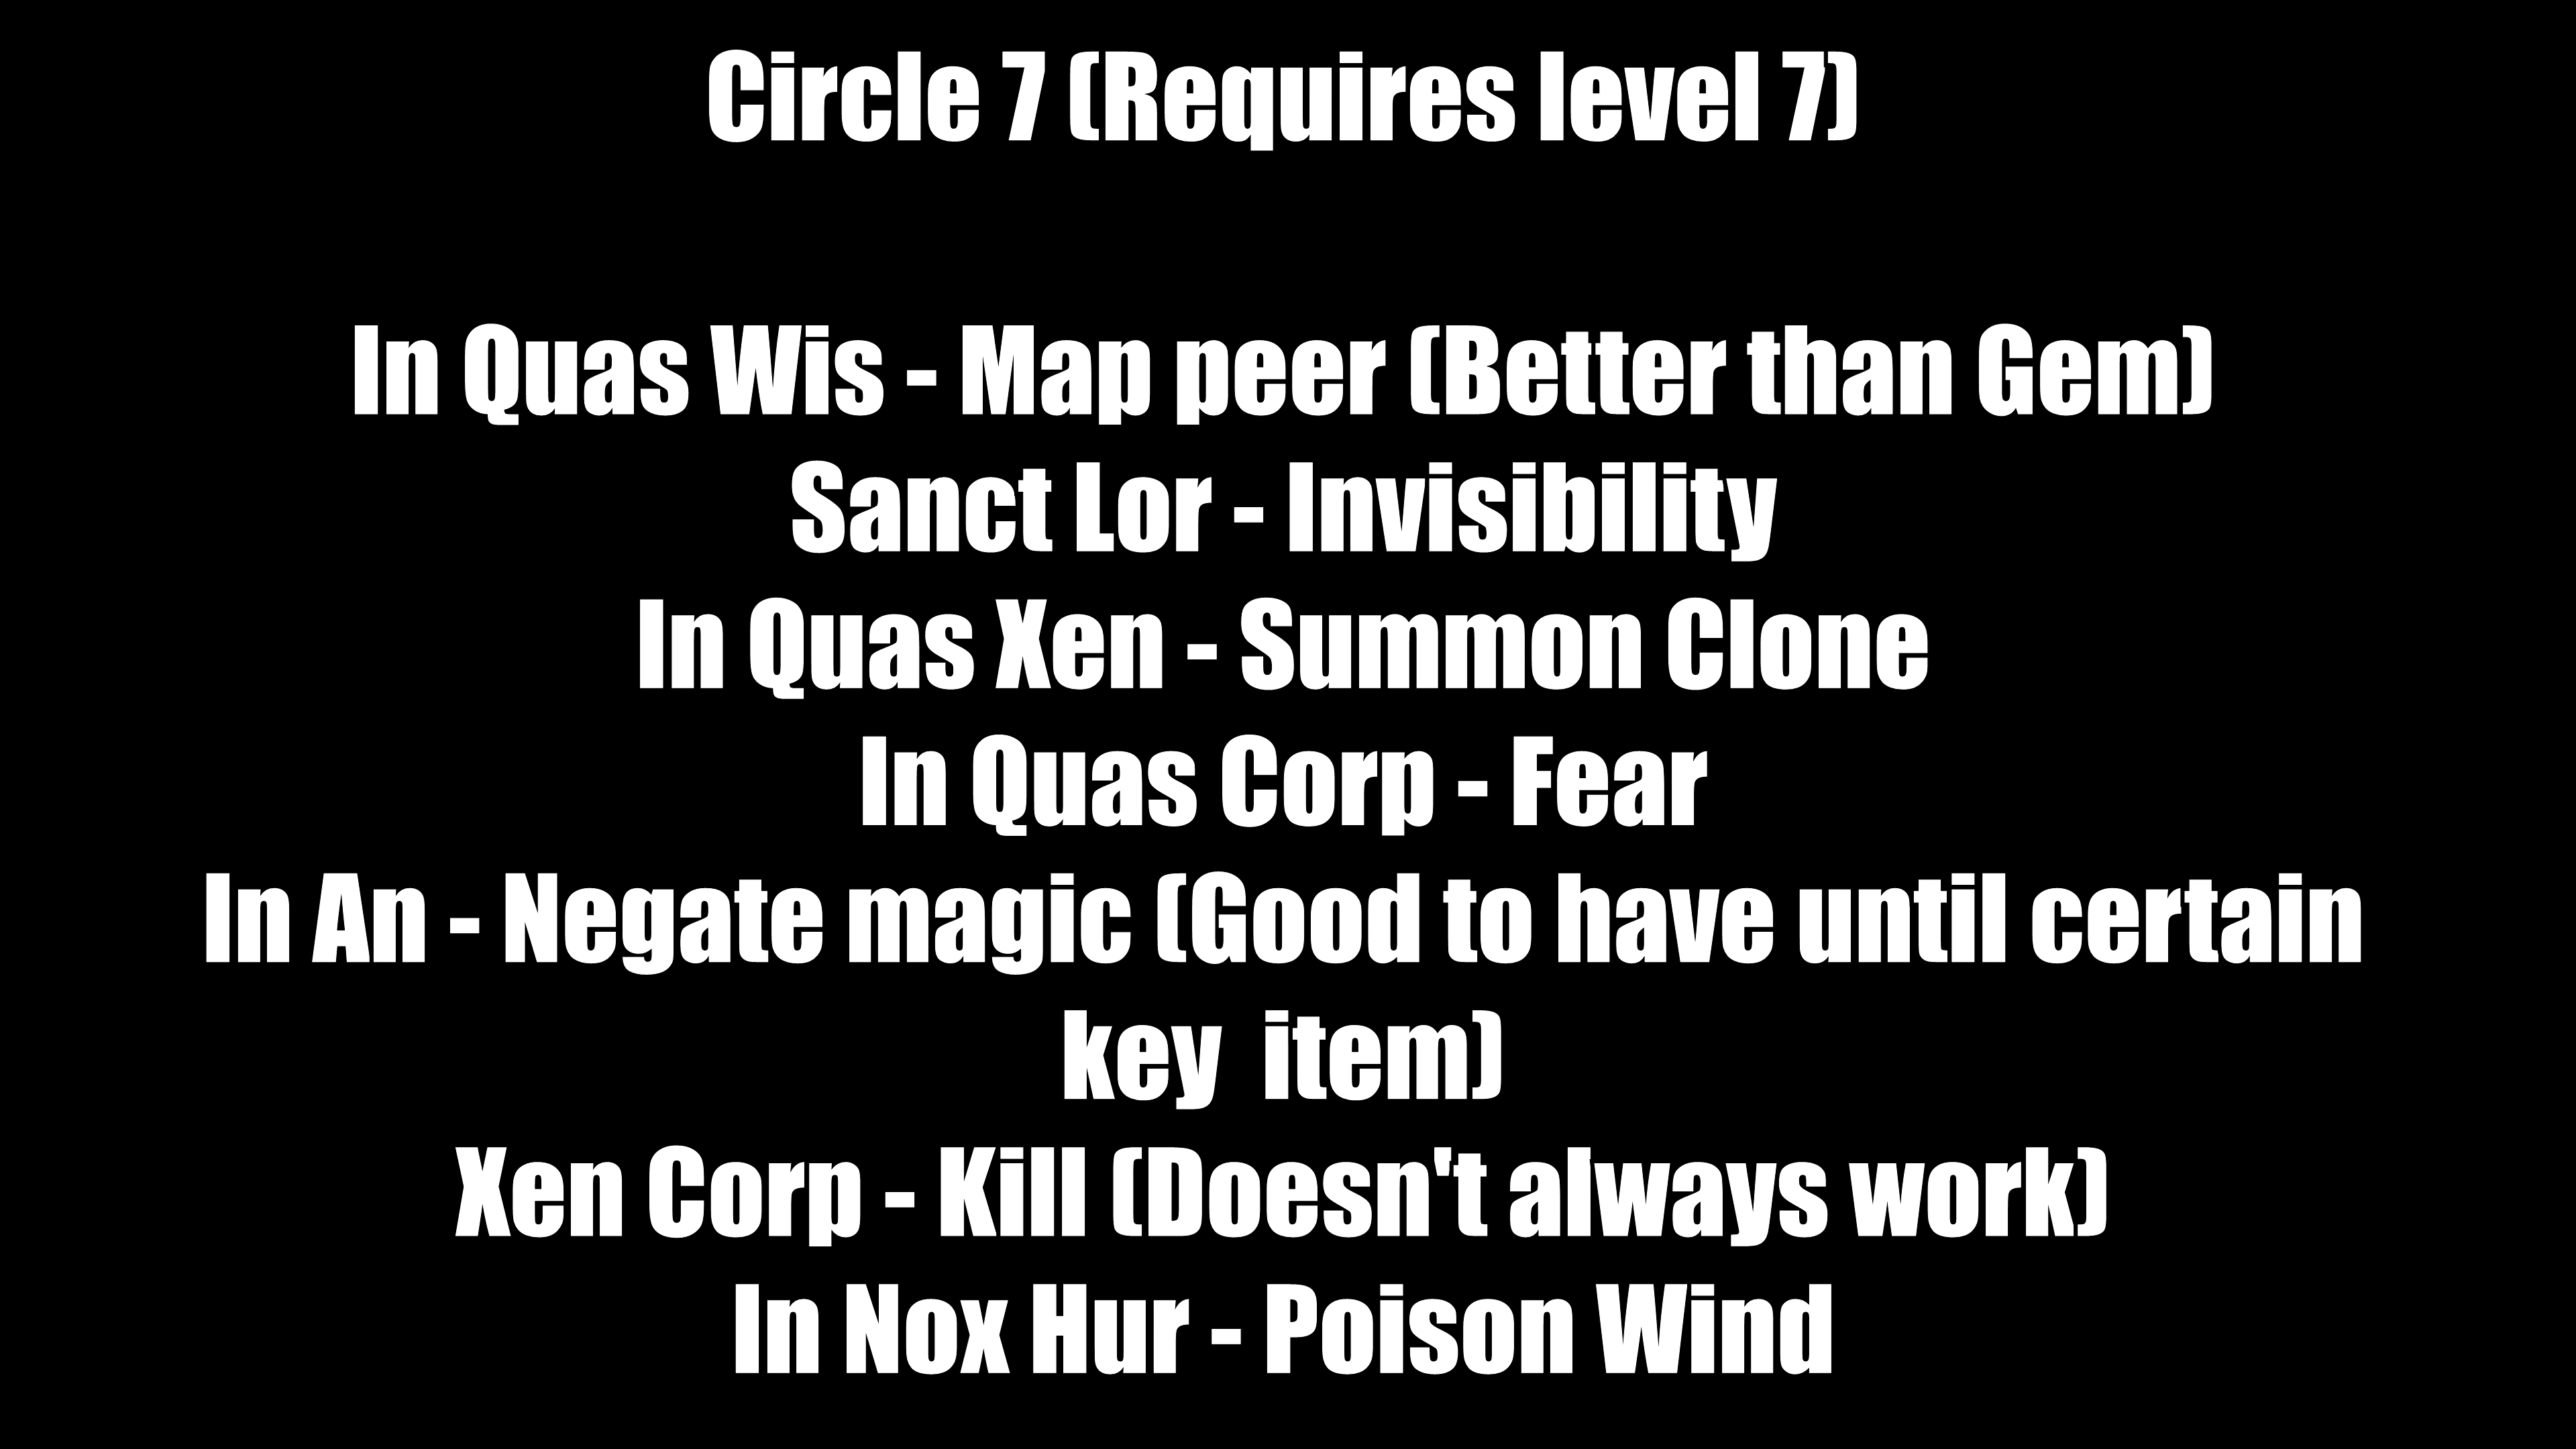 Circle 7 (Requires level 7)
In Quas Wis - Map peer (Better than Gem)
Sanct Lor - Invisibility
In Quas Xen - Summon Clone
In Quas Corp - Fear
In An - Negate magic (Good to have until certain
key  item)
Xen Corp - Kill (Doesn't always work)
In Nox Hur - Poison Wind